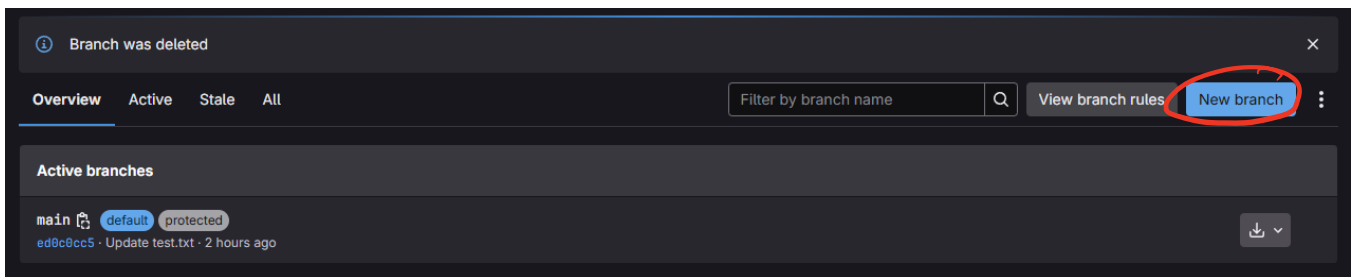 Branch was deleted
Overview Active Stale All Filter by branch name View branch rules New branch
Active branches
main default protected
ed0c0cc5 · Update test.txt · 2 hours ago